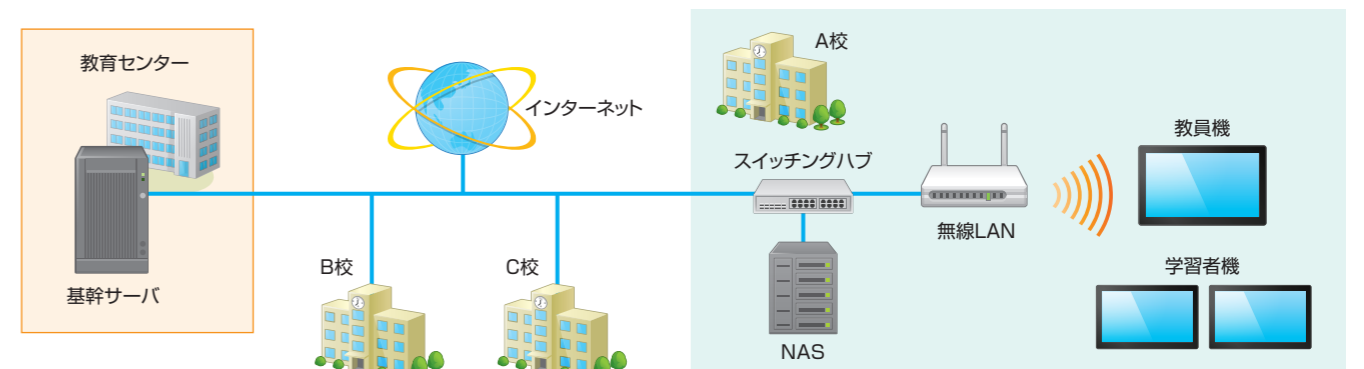 教育センター
基幹サーバ
インターネット
B校
C校
A校
スイッチングハブ
NAS
無線LAN
教員機
学習者機